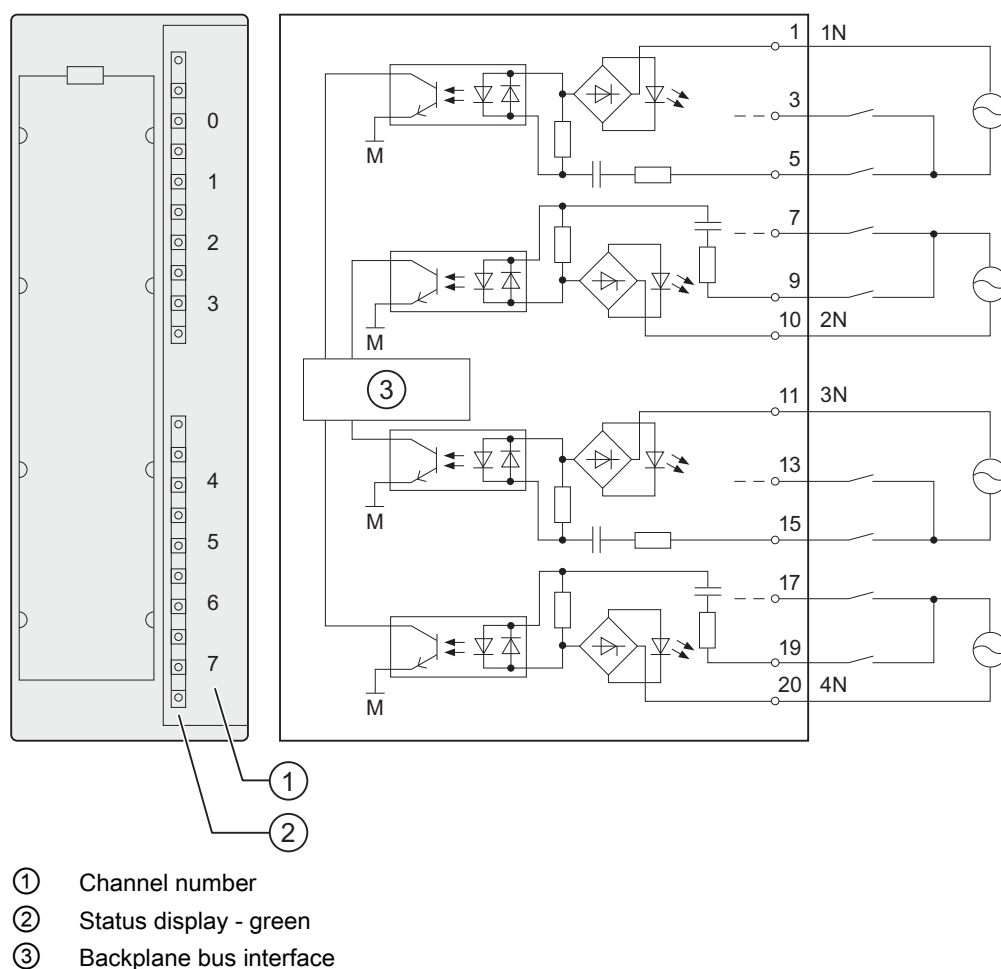 0
1
2
3
4
5
6
7
①
②
1 1N
3
5
M
7
9
10 2N
M
③
11 3N
13
15
M
17
19
20 4N
M
① Channel number
② Status display - green
③ Backplane bus interface